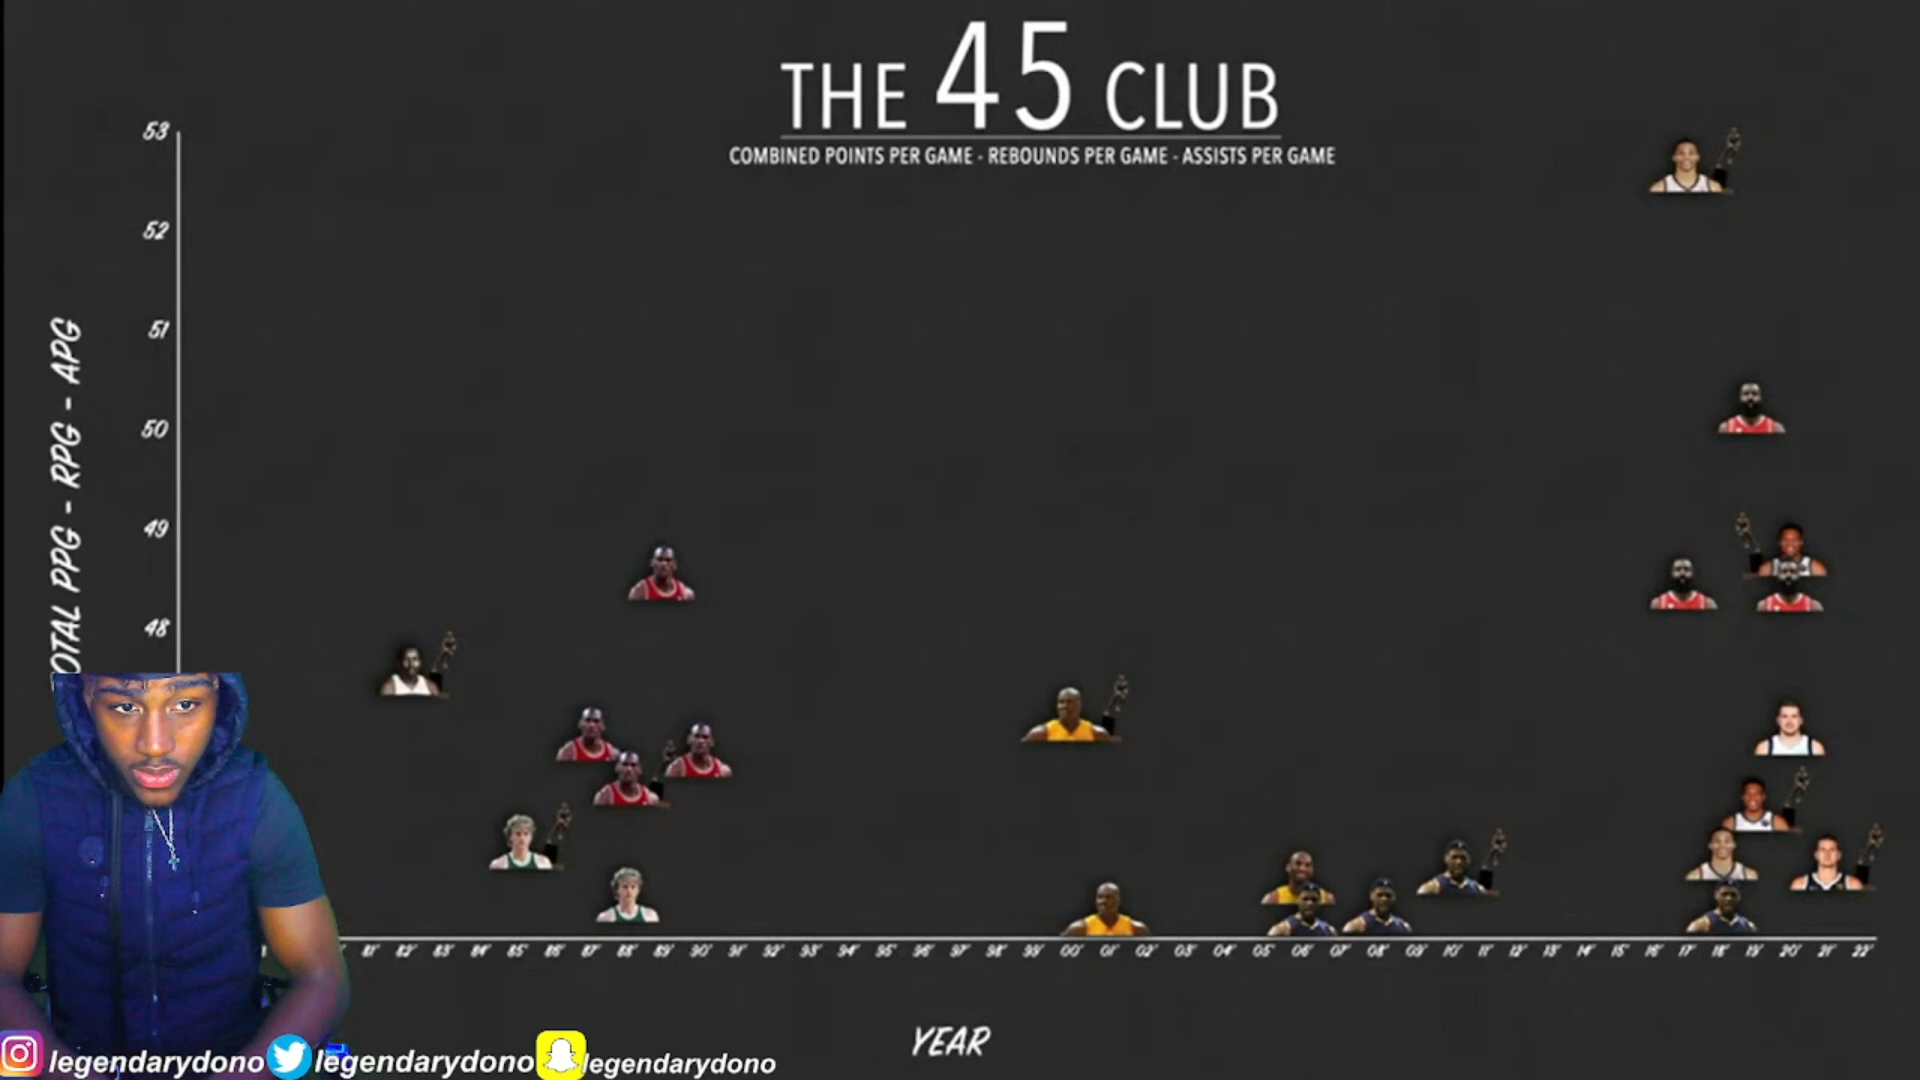 THE 45 CLUB
COMBINED POINTS PER GAME - REBOUNDS PER GAME - ASSISTS PER GAME
53
52
51
50
49
48
OTAL PPG - RPG - APG
81' 82' 83' 84' 85' 86' 87' 88' 89' 90' 91' 92' 93' 94' 95' 96' 97' 98' 99' 00' 01' 02' 03' 04' 05' 06' 07' 08' 09' 10' 11' 12' 13' 14' 15' 16' 17' 18' 19' 20' 21' 22'
YEAR
legendarydono legendarydono legendarydono